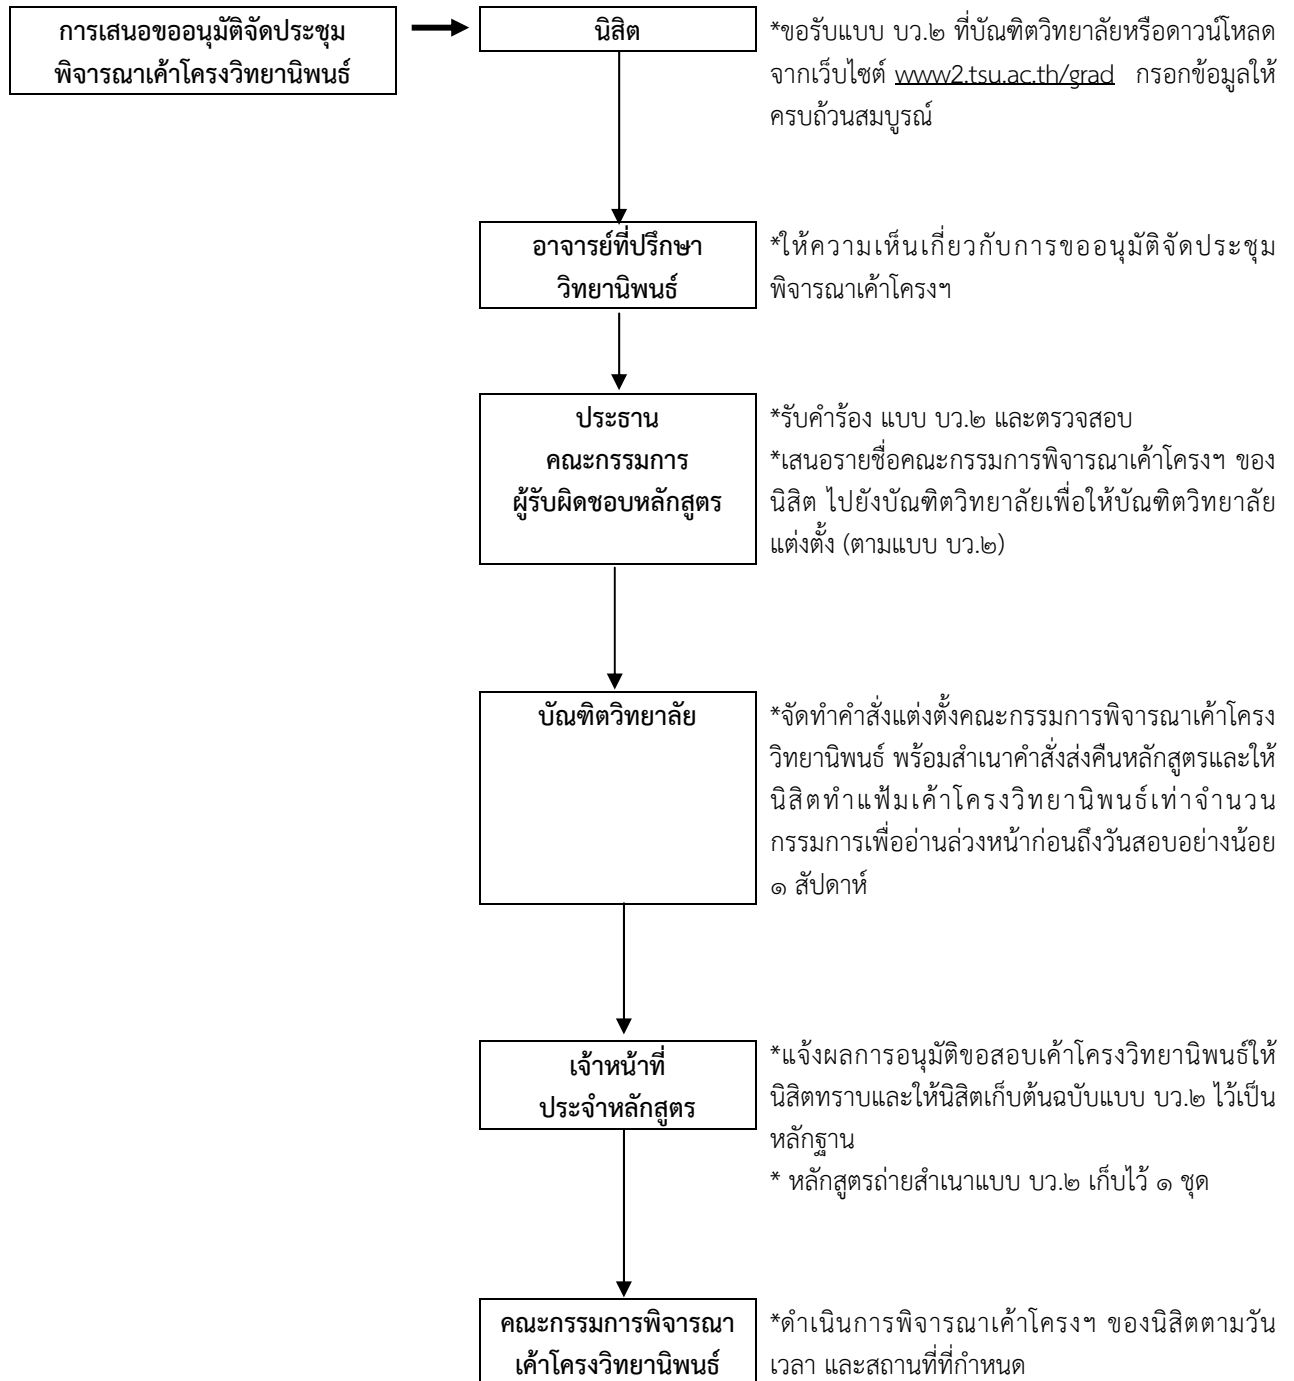 การเสนอขออนุมัติจัดประชุม
พิจารณาเค้าโครงวิทยานิพนธ์
นิสิต
*ขอรับแบบ บว.๒ ที่บัณฑิตวิทยาลัยหรือดาวน์โหลด
จากเว็บไซต์ www2.tsu.ac.th/grad กรอกข้อมูลให้
ครบถ้วนสมบูรณ์
อาจารย์ที่ปรึกษา
วิทยานิพนธ์
*ให้ความเห็นเกี่ยวกับการขออนุมัติจัดประชุม
พิจารณาเค้าโครงฯ
ประธาน
คณะกรรมการ
ผู้รับผิดชอบหลักสูตร
*รับคำร้อง แบบ บว.๒ และตรวจสอบ
*เสนอรายชื่อคณะกรรมการพิจารณาเค้าโครงฯ ของ
นิสิต ไปยังบัณฑิตวิทยาลัยเพื่อให้บัณฑิตวิทยาลัย
แต่งตั้ง (ตามแบบ บว.๒)
บัณฑิตวิทยาลัย
*จัดทำคำสั่งแต่งตั้งคณะกรรมการพิจารณาเค้าโครง
วิทยานิพนธ์ พร้อมสำเนาคำสั่งส่งคืนหลักสูตรและให้
นิสิตทำแฟ้มเค้าโครงวิทยานิพนธ์เท่าจำนวน
กรรมการเพื่ออ่านล่วงหน้าก่อนถึงวันสอบอย่างน้อย
๑ สัปดาห์
เจ้าหน้าที่
ประจำหลักสูตร
*แจ้งผลการอนุมัติขอสอบเค้าโครงวิทยานิพนธ์ให้
นิสิตทราบและให้นิสิตเก็บต้นฉบับแบบ บว.๒ ไว้เป็น
หลักฐาน
* หลักสูตรถ่ายสำเนาแบบ บว.๒ เก็บไว้ ๑ ชุด
คณะกรรมการพิจารณา
เค้าโครงวิทยานิพนธ์
*ดำเนินการพิจารณาเค้าโครงฯ ของนิสิตตามวัน
เวลา และสถานที่ที่กำหนด